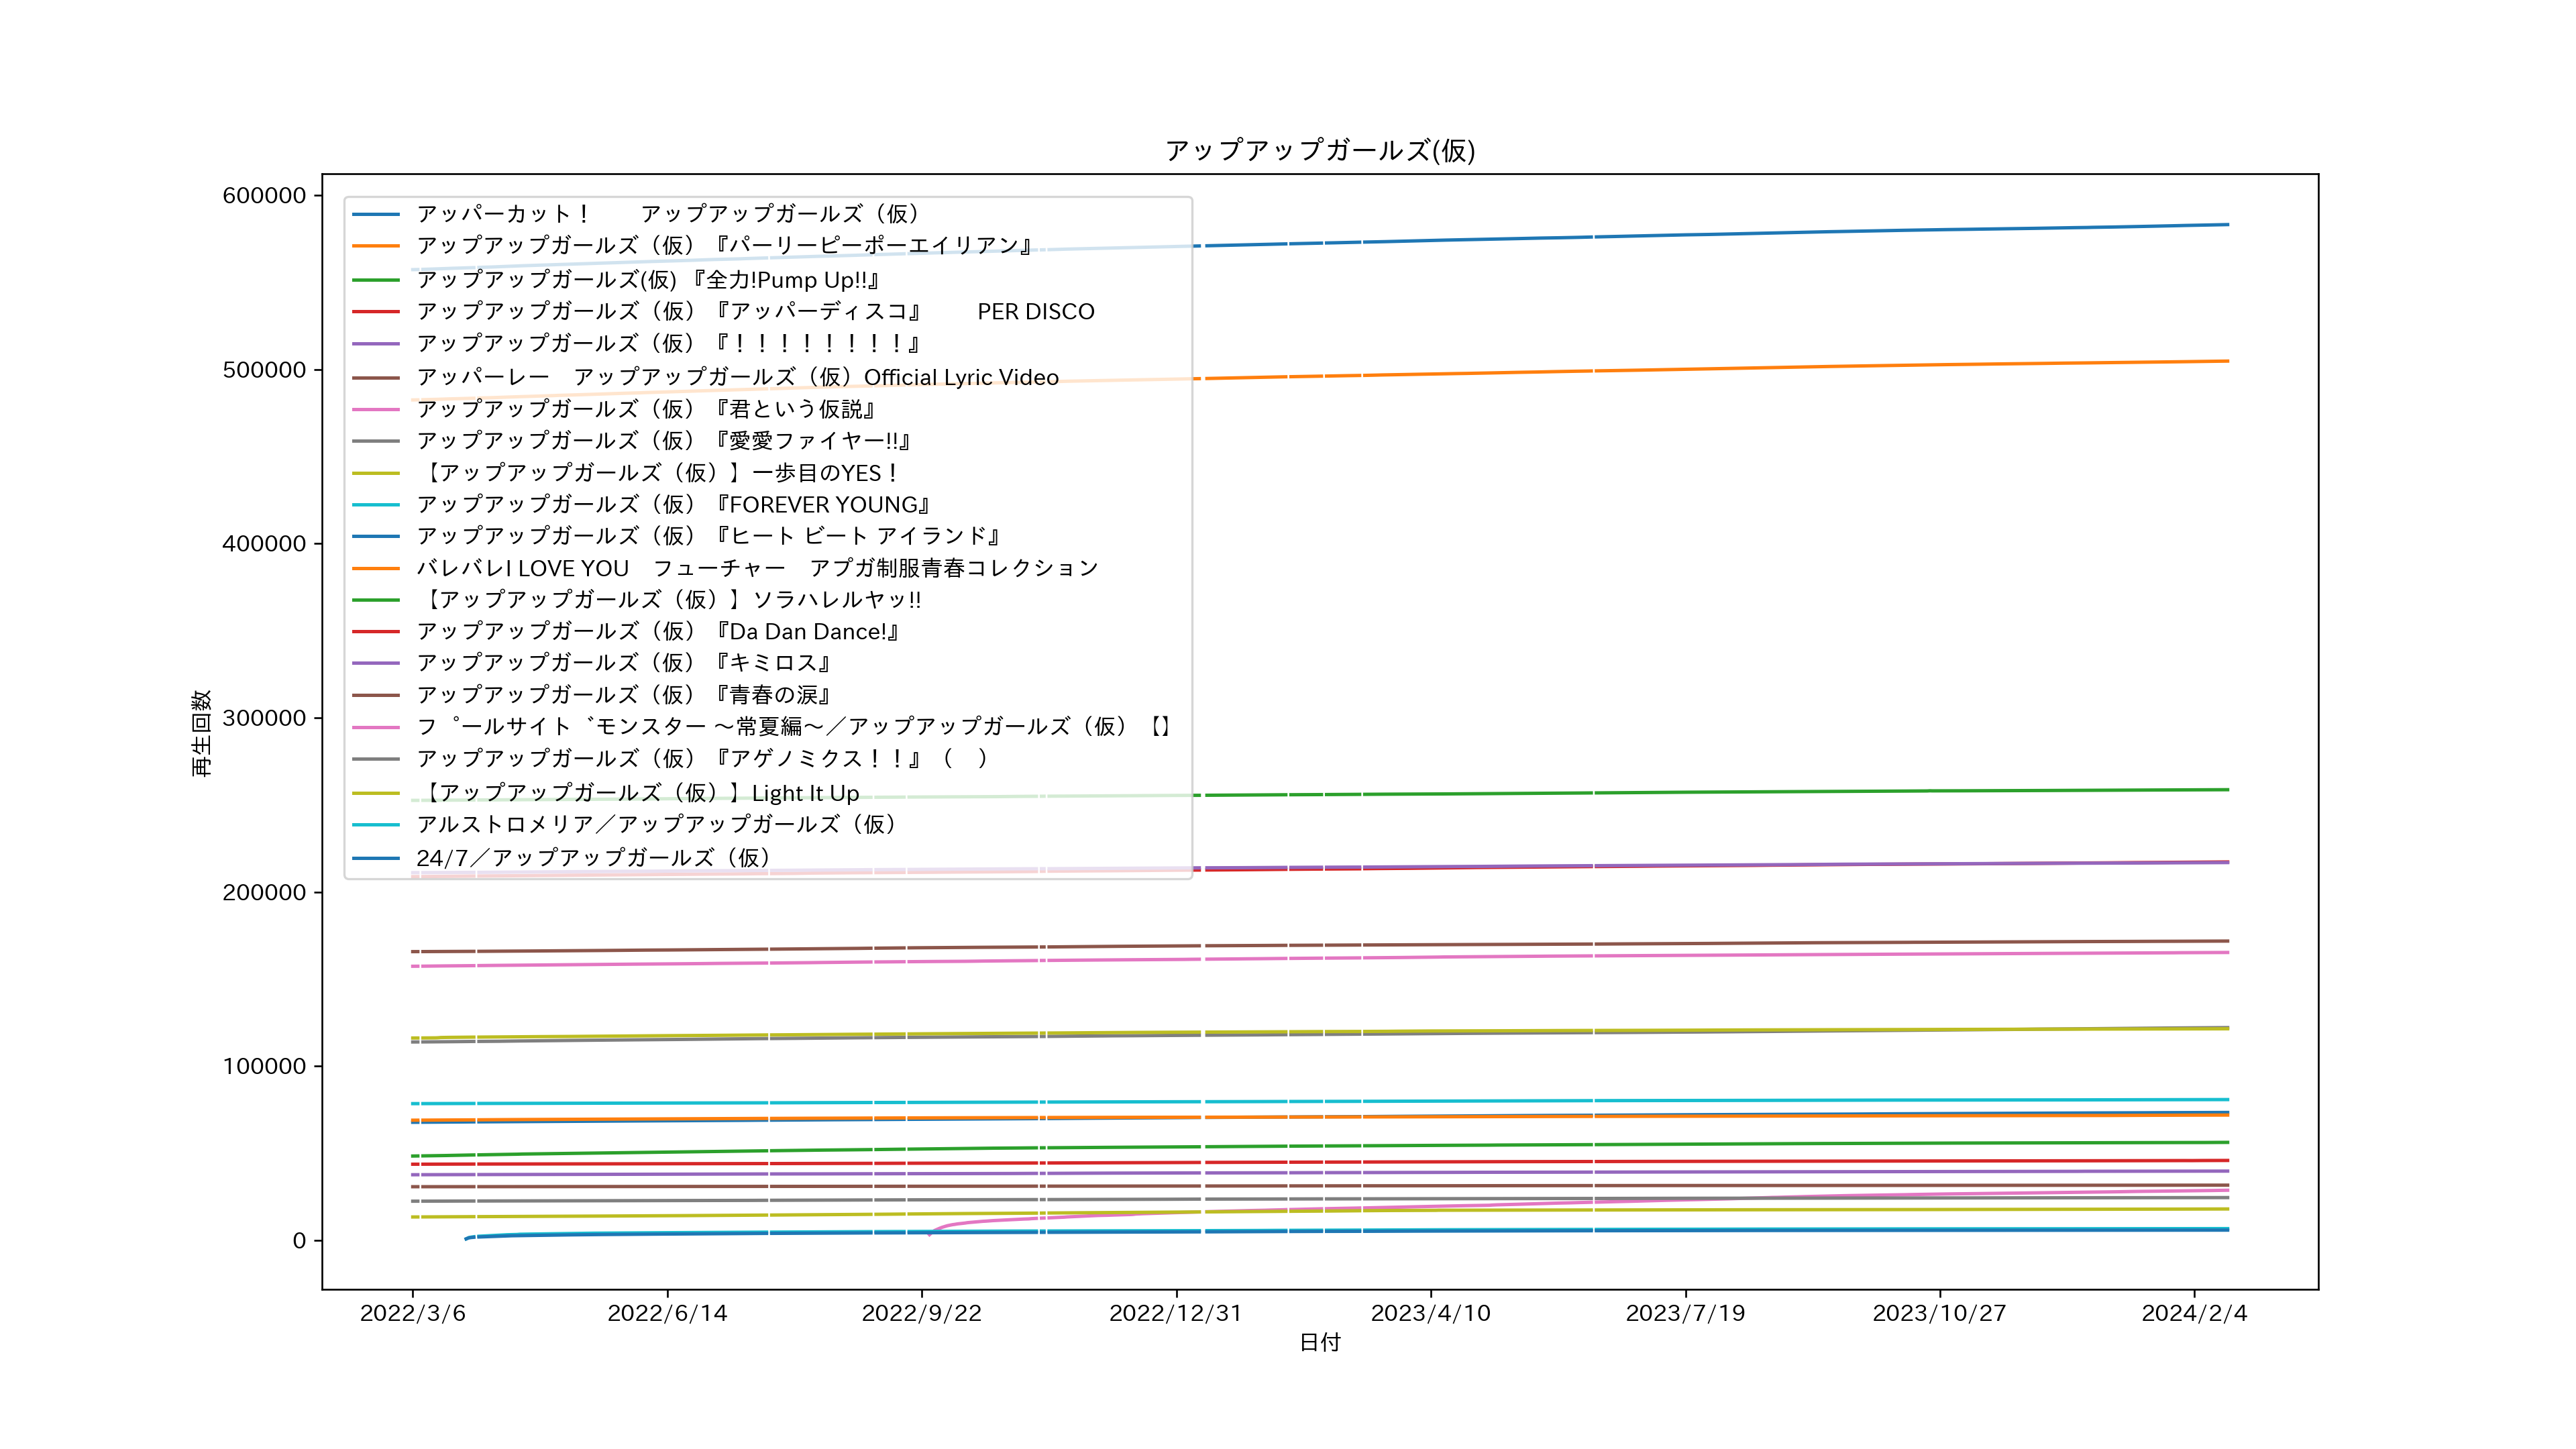 アップアップガールズ(仮)
600000
500000
400000
300000
200000
100000
0
再生回数
アッパーカット！　　アップアップガールズ（仮）
アップアップガールズ（仮）『パーリーピーポーエイリアン』
アップアップガールズ(仮) 『全力!Pump Up!!』
アップアップガールズ（仮）『アッパーディスコ』　　PER DISCO
アップアップガールズ（仮）『！！！！！！！！』
アッパーレー　アップアップガールズ（仮）Official Lyric Video
アップアップガールズ（仮）『君という仮説』
アップアップガールズ（仮）『愛愛ファイヤー!!』
【アップアップガールズ（仮）】一歩目のYES！
アップアップガールズ（仮）『FOREVER YOUNG』
アップアップガールズ（仮）『ヒート ビート アイランド』
バレバレI LOVE YOU　フューチャー　アプガ制服青春コレクション
【アップアップガールズ（仮）】ソラハレルヤッ!!
アップアップガールズ（仮）『Da Dan Dance!』
アップアップガールズ（仮）『キミロス』
アップアップガールズ（仮）『青春の涙』
フ゜ールサイト゛モンスター 〜常夏編〜／アップアップガールズ（仮）【】
アップアップガールズ（仮）『アゲノミクス！！』（　）
【アップアップガールズ（仮）】Light It Up
アルストロメリア／アップアップガールズ（仮）
24/7／アップアップガールズ（仮）
2022/3/6 2022/6/14 2022/9/22 2022/12/31 2023/4/10 2023/7/19 2023/10/27 2024/2/4
日付